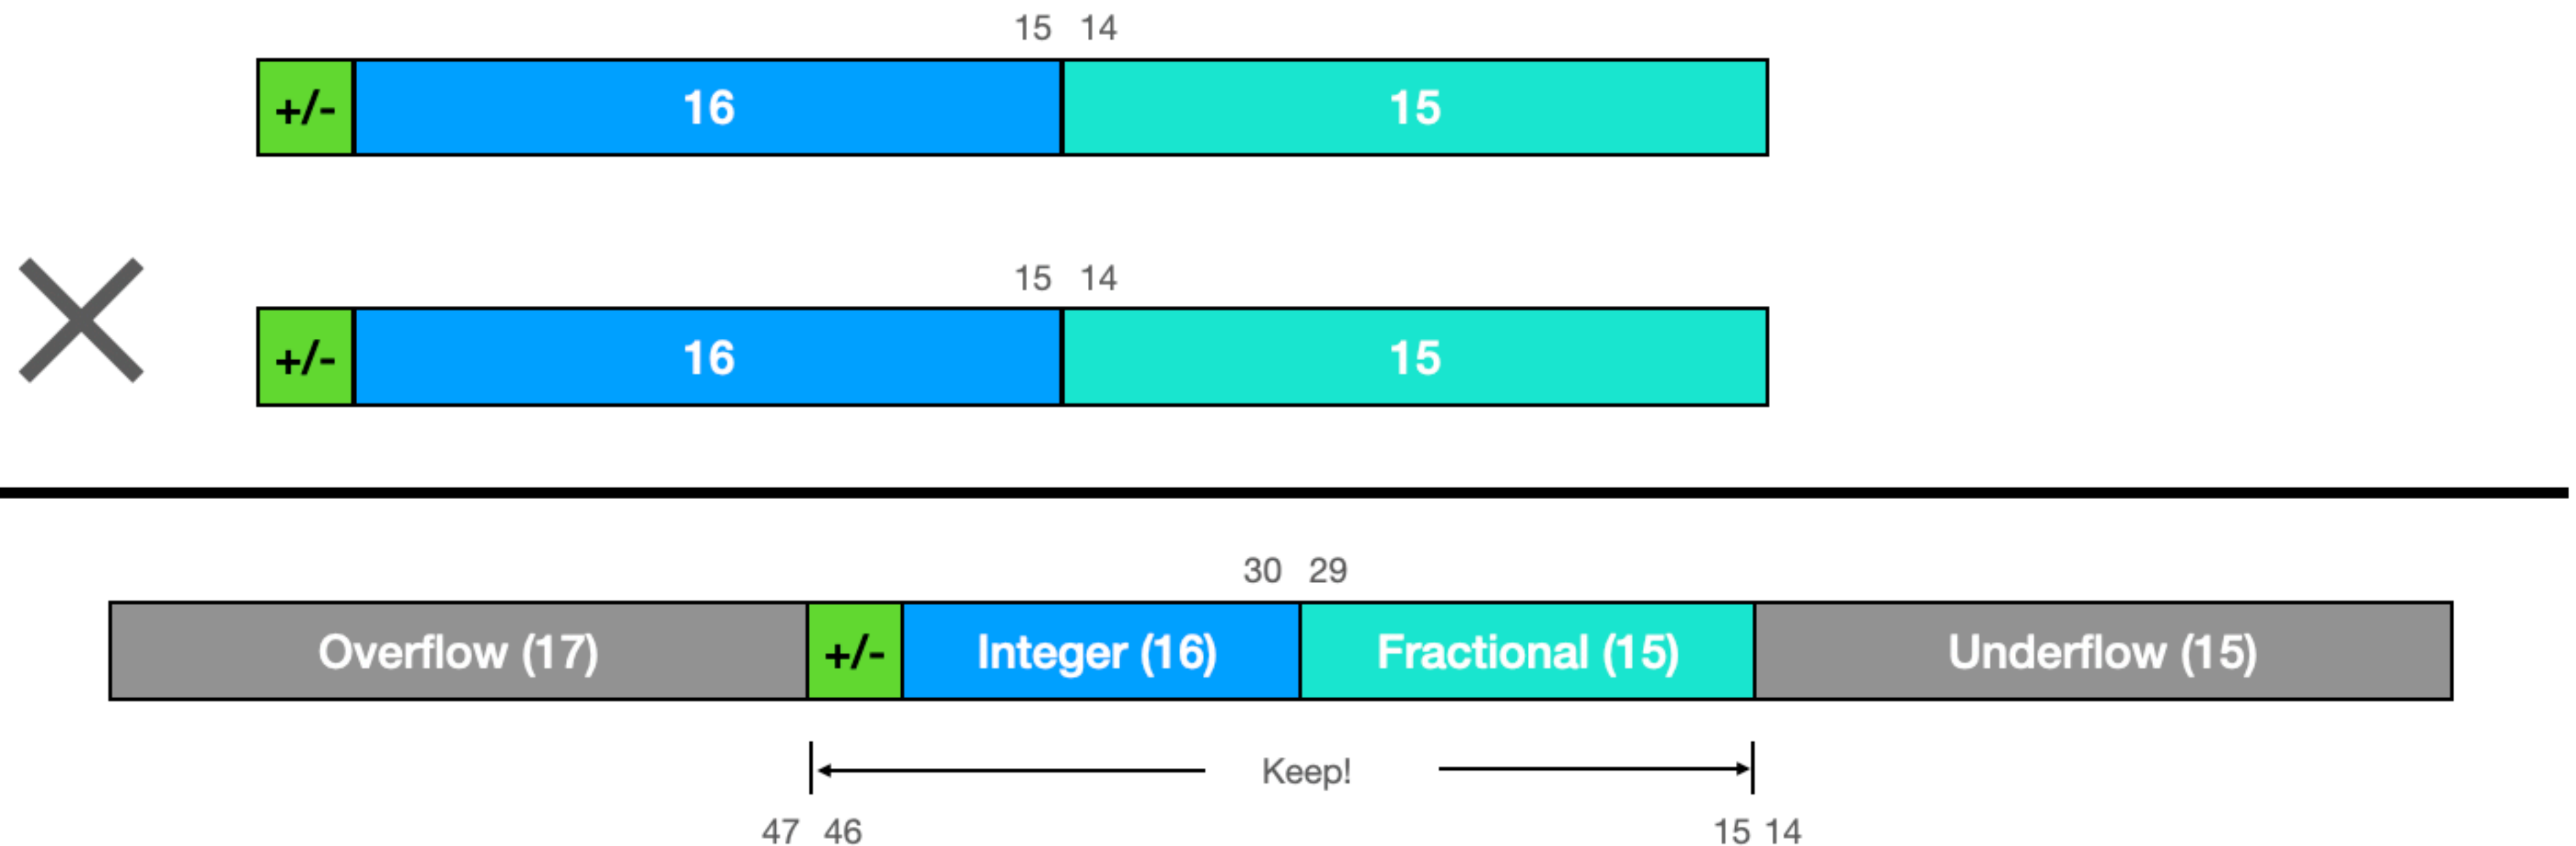 15 14
+/- 16 15
15 14
+/- 16 15
30 29
Overflow (17) +/- Integer (16) Fractional (15) Underflow (15)
Keep!
47 46 15 14